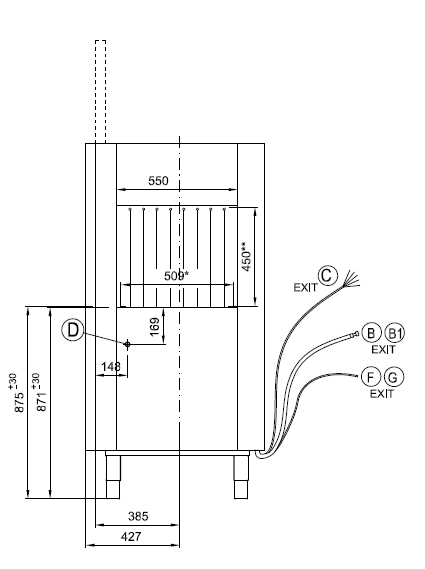 550
450**
509*
C
EXIT
169
D
B B1
EXIT
148
F G
EXIT
875 ±30
871 ±30
385
427